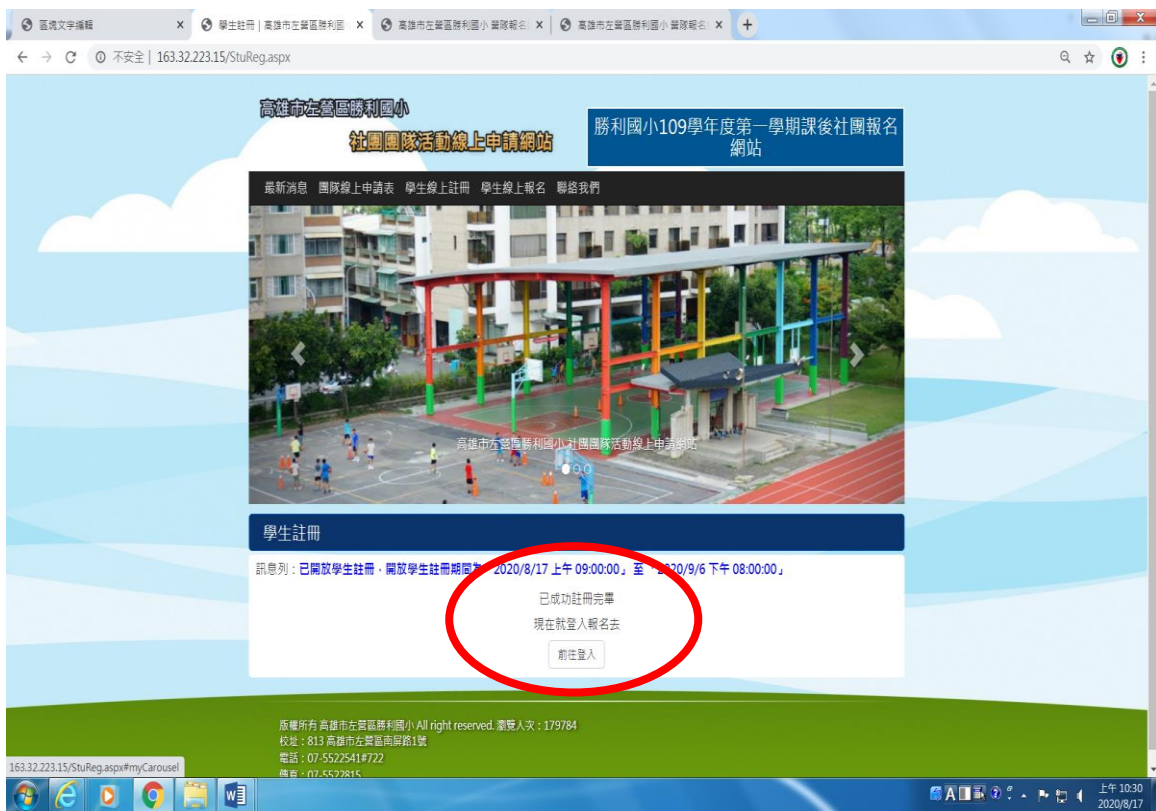 區塊文字編輯
學生註冊 | 高雄市左營區勝利國
高雄市左營區勝利國小 營隊報名
高雄市左營區勝利國小 營隊報名
不安全 | 163.32.223.15/StuReg.aspx
高雄市左營區勝利國小
社團團隊活動線上申請網站
勝利國小109學年度第一學期課後社團報名
網站
最新消息 團隊線上申請表 學生線上註冊 學生線上報名 聯絡我們
高雄市左營區勝利國小 社團團隊活動線上申請網站
學生註冊
訊息列：已開放學生註冊，開放學生註冊期間為「2020/8/17 上午 09:00:00」至「2020/9/6 下午 08:00:00」
已成功註冊完畢
現在就登入報名去
前往登入
版權所有 高雄市左營區勝利國小 All right reserved. 瀏覽人次：179784
校址：813 高雄市左營區南屏路1號
電話：07-5522541#722
傳真：07-5522815
163.32.223.15/StuReg.aspx#myCarousel
上午 10:30
2020/8/17